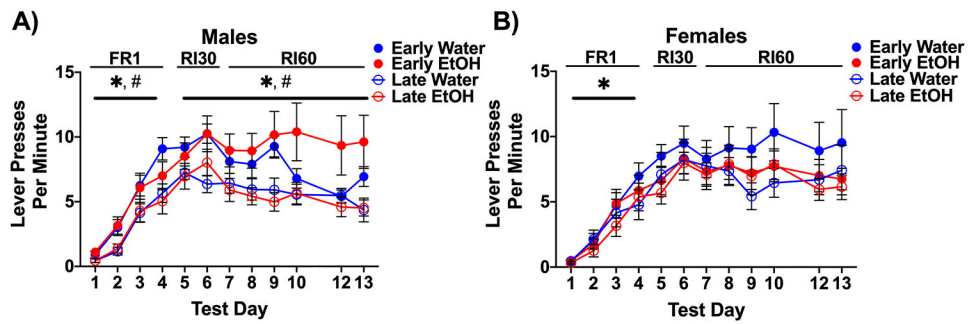 A)
Males
FR1 RI30 RI60
*, # *, #
Early Water
Early EtOH
Late Water
Late EtOH
15
10
5
0
Lever Presses
Per Minute
1 2 3 4 5 6 7 8 9 10 12 13
Test Day
B)
Females
FR1 RI30 RI60
*
Early Water
Early EtOH
Late Water
Late EtOH
15
10
5
0
Lever Presses
Per Minute
1 2 3 4 5 6 7 8 9 10 12 13
Test Day